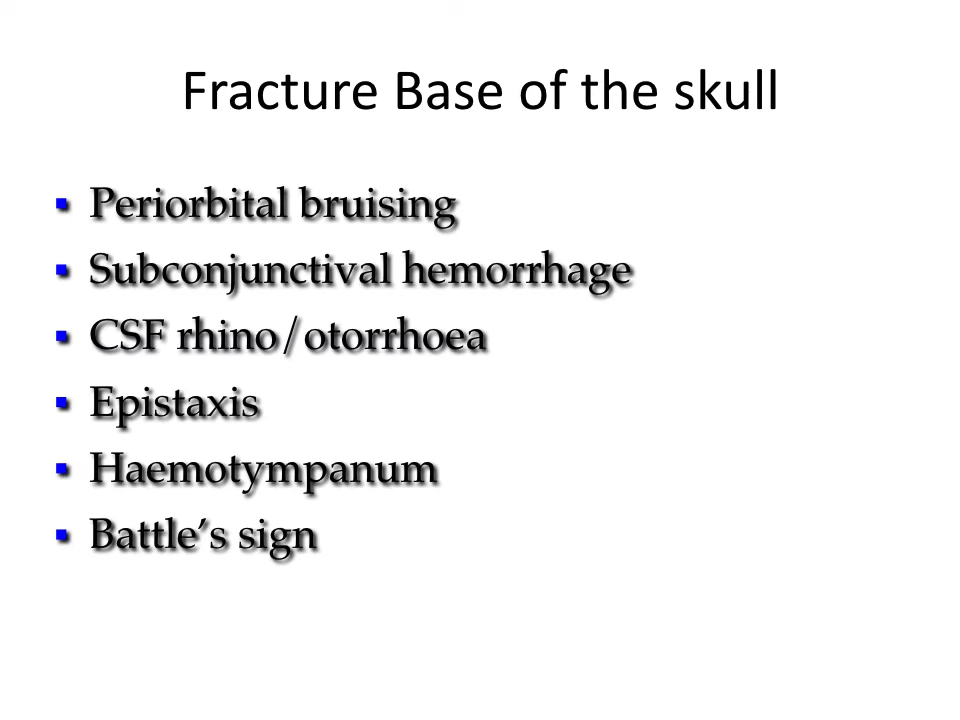 Fracture Base of the skull
▪ Periorbital bruising
▪ Subconjunctival hemorrhage
▪ CSF rhino/otorrhoea
▪ Epistaxis
▪ Haemotympanum
▪ Battle’s sign